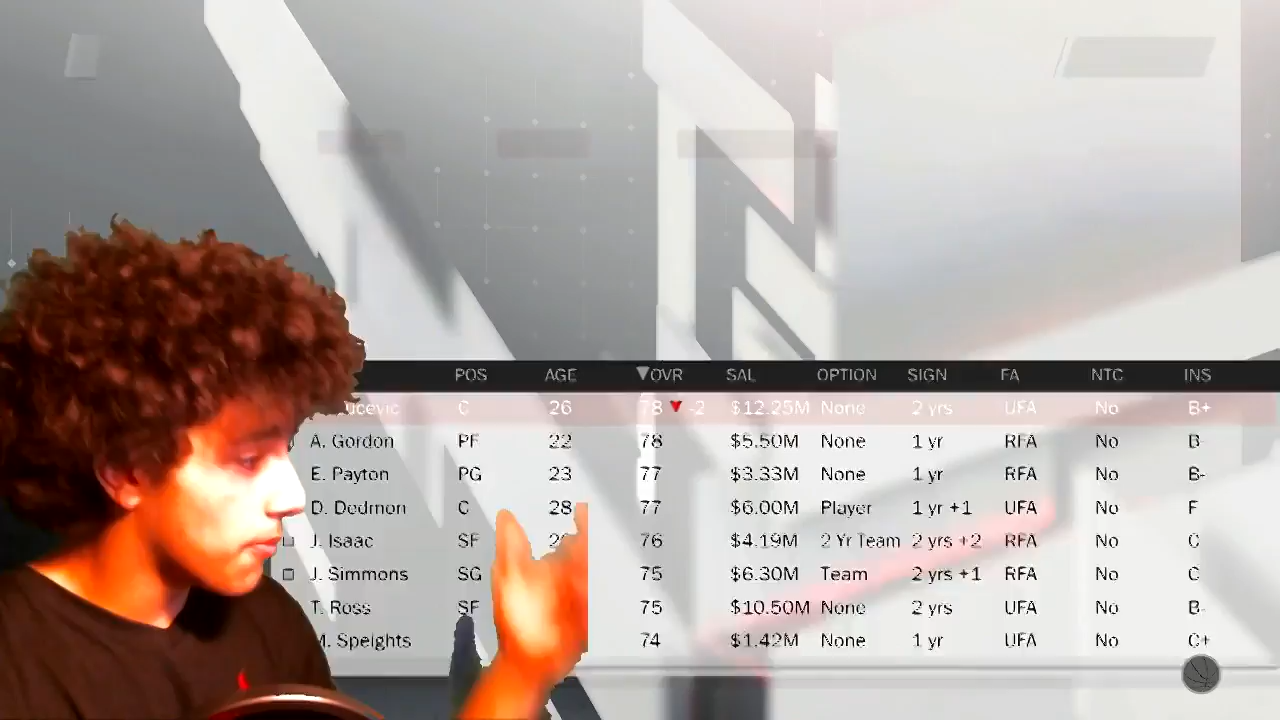 POS AGE OVR SAL OPTION SIGN FA NTC INS
ucevic C 26 78 -2 $12.25M None 2 yrs UFA No B+
A. Gordon PF 22 78 $5.50M None 1 yr RFA No B-
E. Payton PG 23 77 $3.33M None 1 yr RFA No B-
D. Dedmon C 28 77 $6.00M Player 1 yr +1 UFA No F
J. Isaac SF 76 $4.19M 2 Yr Team 2 yrs +2 RFA No C
J. Simmons SG 75 $6.30M Team 2 yrs +1 RFA No C
T. Ross SF 75 $10.50M None 2 yrs UFA No B-
M. Speights 74 $1.42M None 1 yr UFA No C+